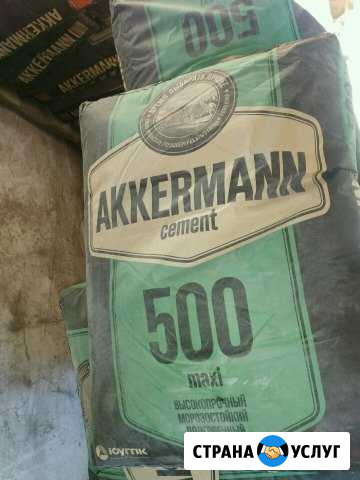 AKKERMANN
500
AKKERMANN
cement
500
maxi
ВЫСОКОПРОЧНЫЙ
МОРОЗОСТОЙКИЙ
ЮУГПК
СТРАНА УСЛУГ